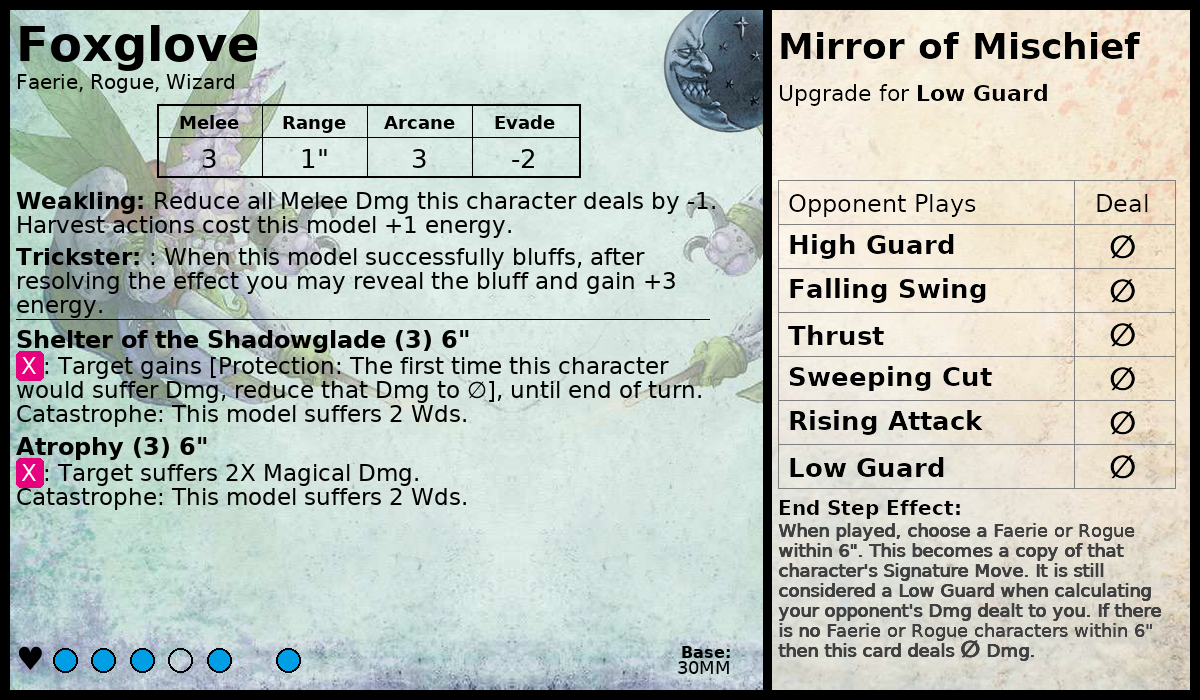 Foxglove
Faerie, Rogue, Wizard
Melee Range Arcane Evade
3 1" 3 -2
Weakling: Reduce all Melee Dmg this character deals by -1.
Harvest actions cost this model +1 energy.
Trickster: : When this model successfully bluffs, after
resolving the effect you may reveal the bluff and gain +3
energy.
Shelter of the Shadowglade (3) 6"
X: Target gains [Protection: The first time this character
would suffer Dmg, reduce that Dmg to ∅], until end of turn.
Catastrophe: This model suffers 2 Wds.
Atrophy (3) 6"
X: Target suffers 2X Magical Dmg.
Catastrophe: This model suffers 2 Wds.
Base:
30MM
Mirror of Mischief
Upgrade for Low Guard
Opponent Plays Deal
High Guard ∅
Falling Swing ∅
Thrust ∅
Sweeping Cut ∅
Rising Attack ∅
Low Guard ∅
End Step Effect:
When played, choose a Faerie or Rogue
within 6". This becomes a copy of that
character's Signature Move. It is still
considered a Low Guard when calculating
your opponent's Dmg dealt to you. If there
is no Faerie or Rogue characters within 6"
then this card deals ∅ Dmg.